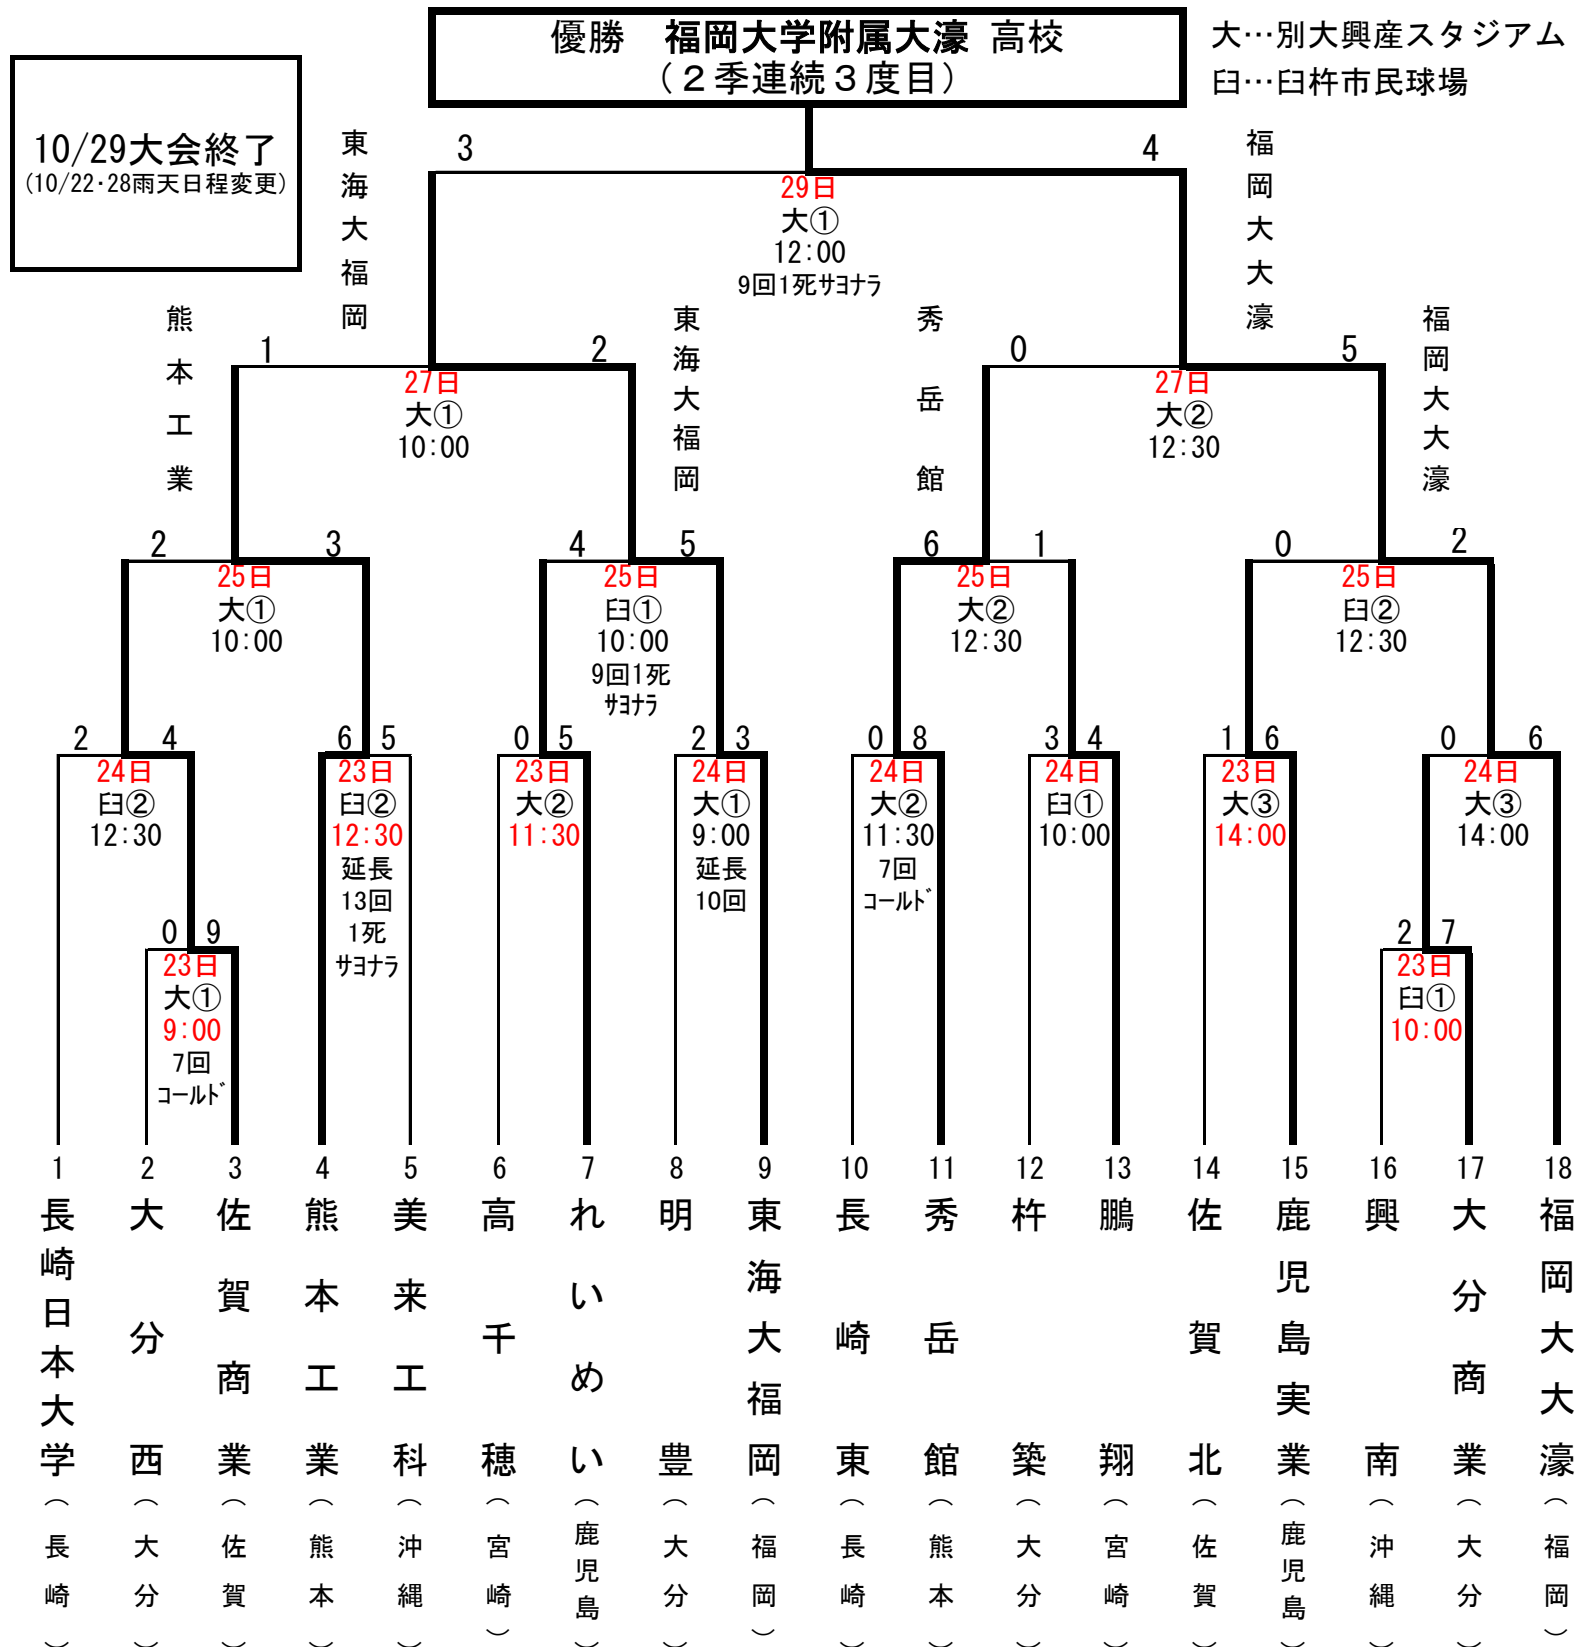 優勝 福岡大学附属大濠 高校
（２季連続３度目）
大…別大興産スタジアム
臼…臼杵市民球場
10/29大会終了
(10/22･28雨天日程変更)
東海大福岡
3
4
福岡大大濠
29日
大①
12:00
9回1死ｻﾖﾅﾗ
熊本工業
1
2
東海大福岡
27日
大①
10:00
秀岳館
0
5
福岡大大濠
27日
大②
12:30
2 3
25日
大①
10:00
4 5
25日
臼①
10:00
9回1死
ｻﾖﾅﾗ
6 1
25日
大②
12:30
0 2
25日
臼②
12:30
2 4
24日
臼②
12:30
6 5
23日
臼②
12:30
延長
13回
1死
ｻﾖﾅﾗ
0 5
23日
大②
11:30
2 3
24日
大①
9:00
延長
10回
0 8
24日
大②
11:30
7回
ｺｰﾙﾄﾞ
3 4
24日
臼①
10:00
1 6
23日
大③
14:00
0 6
24日
大③
14:00
0 9
23日
大①
9:00
7回
ｺｰﾙﾄﾞ
2 7
23日
臼①
10:00
1 長崎日本大学（長崎）
2 大分西（大分）
3 佐賀商業（佐賀）
4 熊本工業（熊本）
5 美来工科（沖縄）
6 高千穂（宮崎）
7 れいめい（鹿児島）
8 明豊（大分）
9 東海大福岡（福岡）
10 長崎東（長崎）
11 秀岳館（熊本）
12 杵築（大分）
13 鵬翔（宮崎）
14 佐賀北（佐賀）
15 鹿児島実業（鹿児島）
16 興南（沖縄）
17 大分商業（大分）
18 福岡大大濠（福岡）